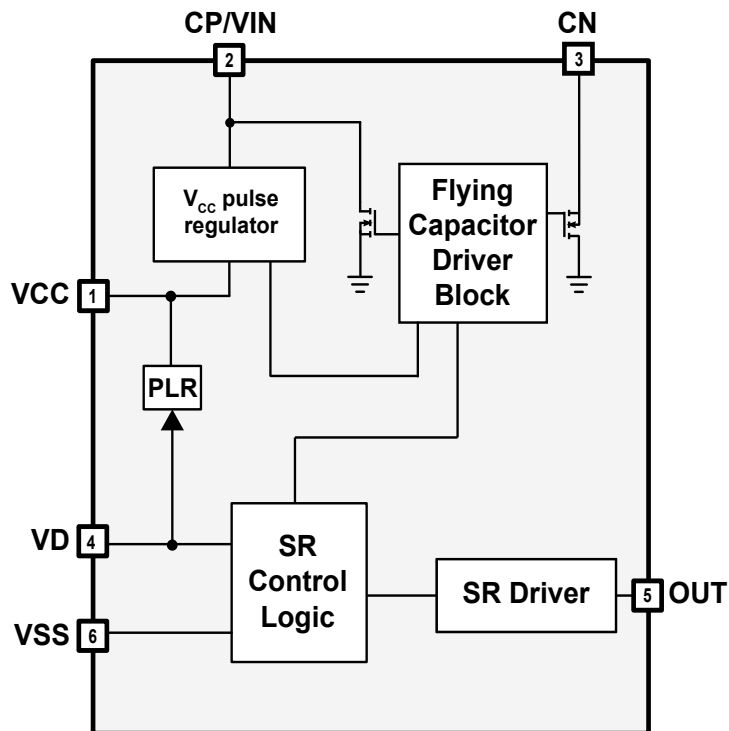 CP/VIN
CN
2
3
Vcc pulse
regulator
Flying
Capacitor
Driver
Block
VCC
1
PLR
VD
4
SR
Control
Logic
SR Driver
5
OUT
VSS
6